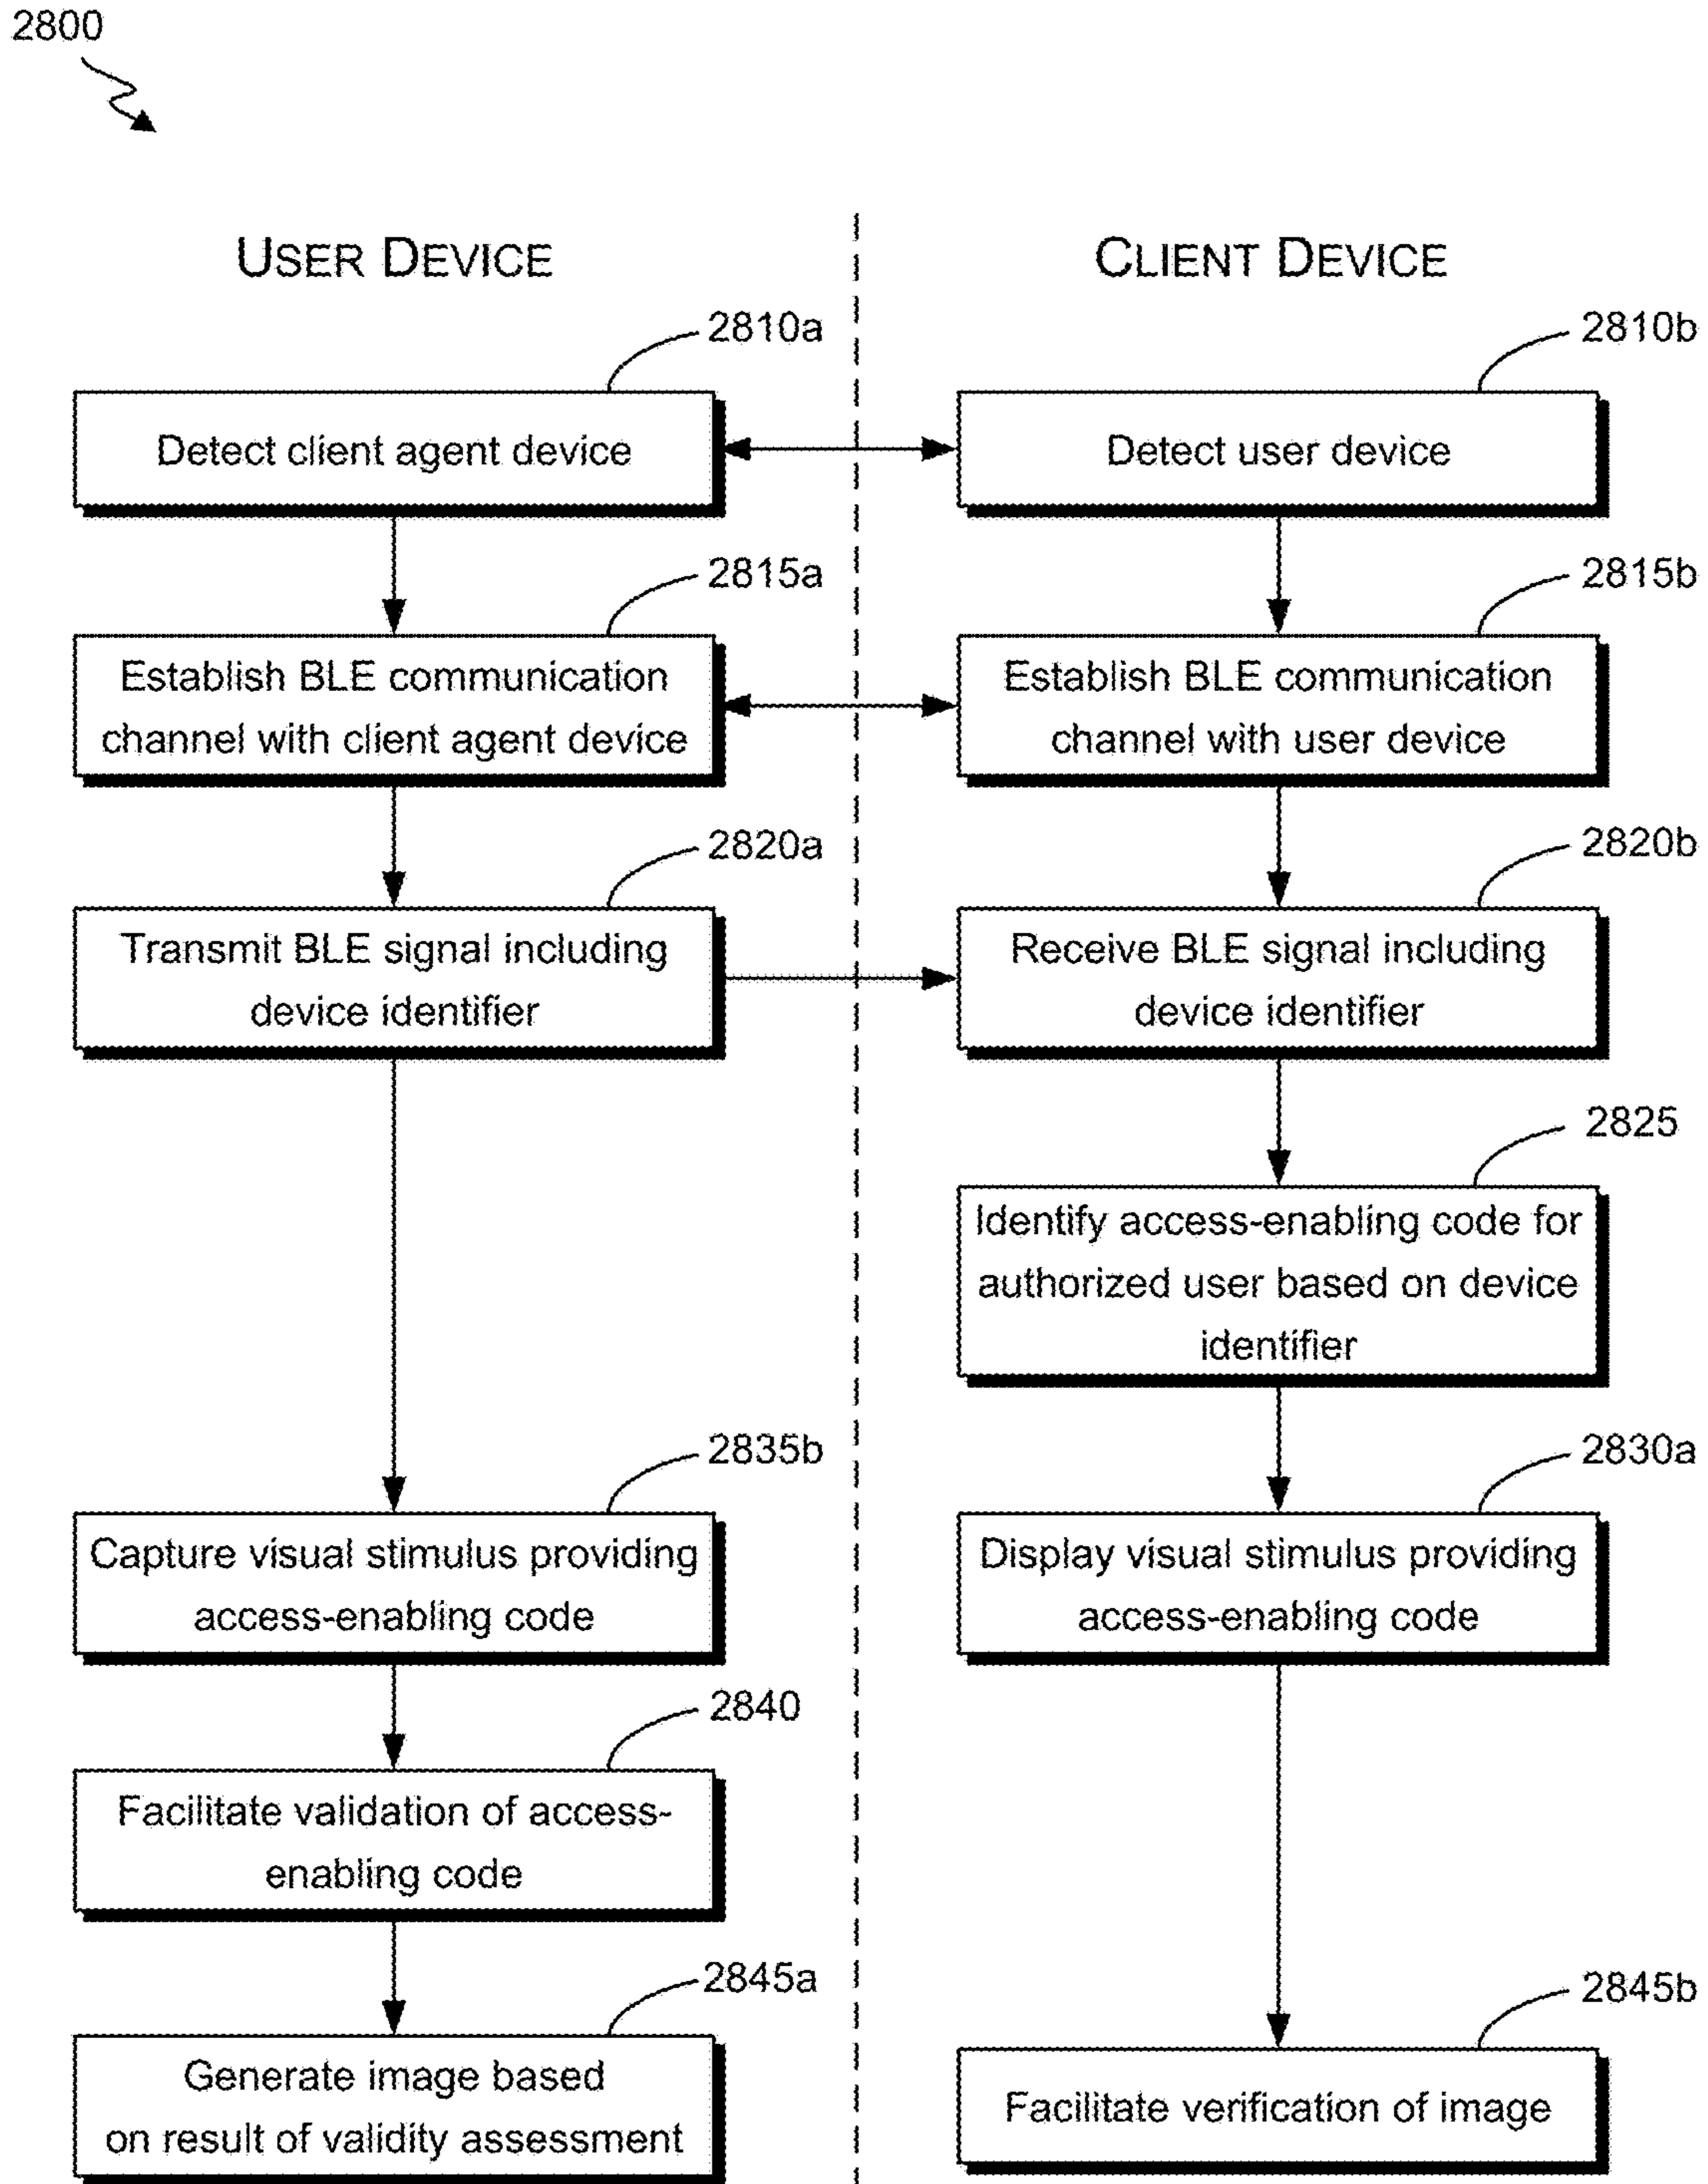 2800
USER DEVICE
CLIENT DEVICE
2810a
2810b
Detect client agent device
Detect user device
2815a
2815b
Establish BLE communication
channel with client agent device
Establish BLE communication
channel with user device
2820a
2820b
Transmit BLE signal including
device identifier
Receive BLE signal including
device identifier
2825
Identify access-enabling code for
authorized user based on device
identifier
2835b
2830a
Capture visual stimulus providing
access-enabling code
Display visual stimulus providing
access-enabling code
2840
Facilitate validation of access-
enabling code
2845a
2845b
Generate image based
on result of validity assessment
Facilitate verification of image